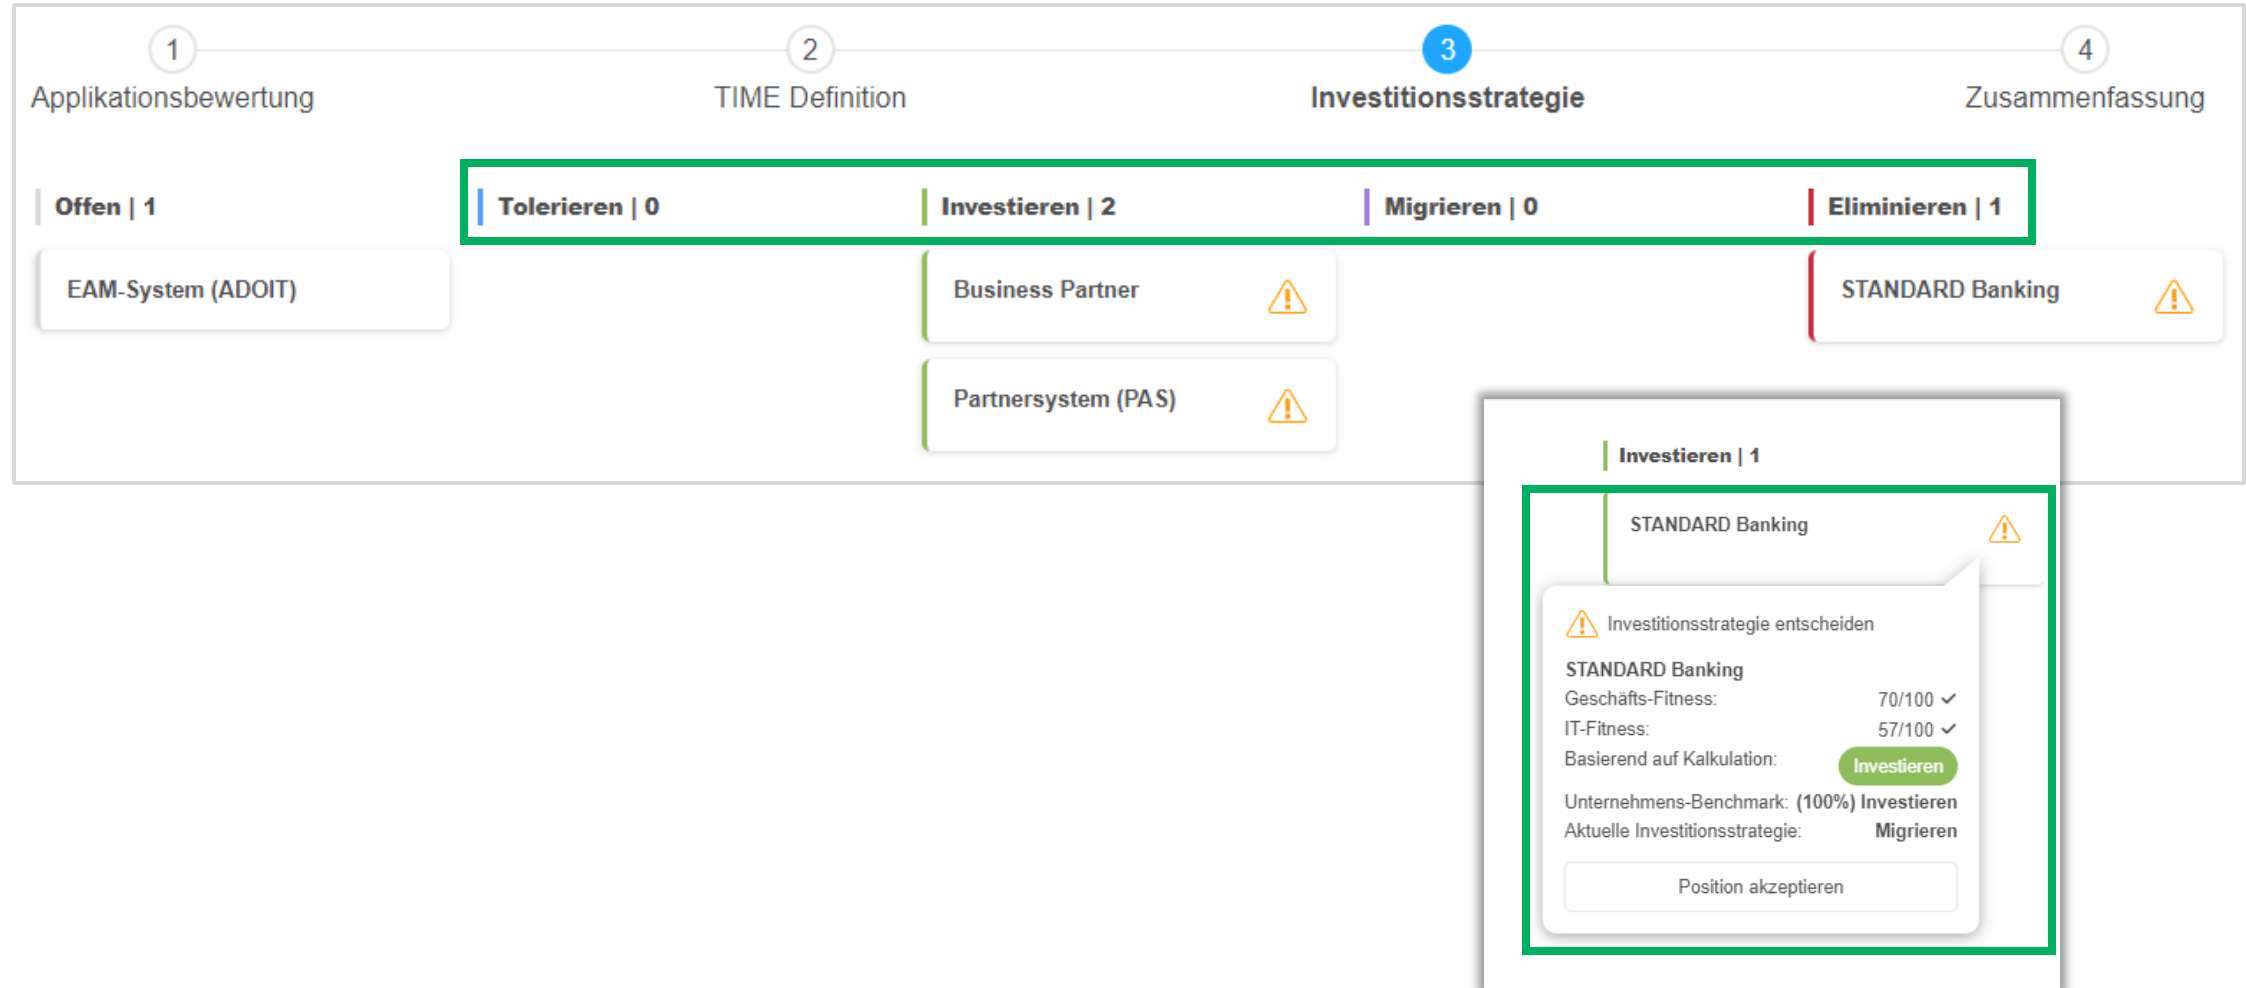 1
2
3
4
Applikationsbewertung
TIME Definition
Investitionsstrategie
Zusammenfassung
Offen | 1
Tolerieren | 0
Investieren | 2
Migrieren | 0
Eliminieren | 1
EAM-System (ADOIT)
Business Partner
STANDARD Banking
Partnersystem (PAS)
Investieren | 1
STANDARD Banking
Investitionsstrategie entscheiden
STANDARD Banking
Geschäfts-Fitness: 70/100
IT-Fitness: 57/100
Basierend auf Kalkulation: Investieren
Unternehmens-Benchmark: (100%) Investieren
Aktuelle Investitionsstrategie: Migrieren
Position akzeptieren